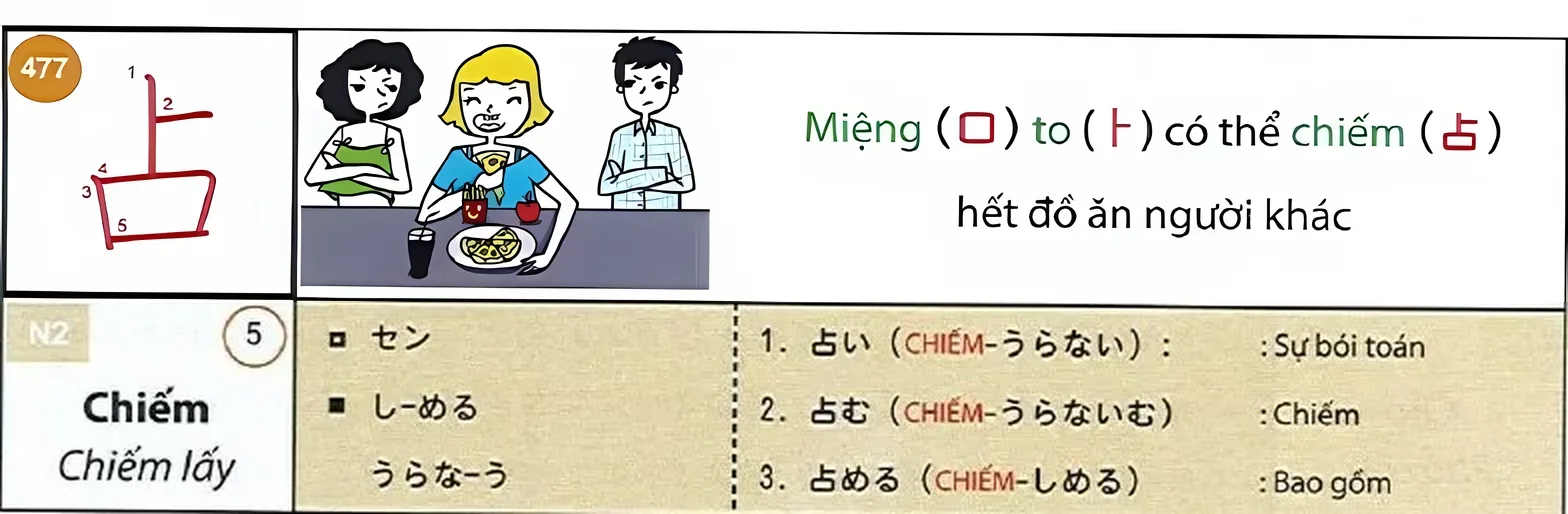 477
1
2
4
3
5
Miệng (口) to (⺊) có thể chiếm (占)
hết đồ ăn người khác
N2
5
Chiếm
Chiếm lấy
セン
し-める
うらな-う
1. 占い (CHIẾM-うらない) : : Sự bói toán
2. 占む (CHIẾM-うらないむ) : Chiếm
3. 占める (CHIẾM-しめる) : Bao gồm